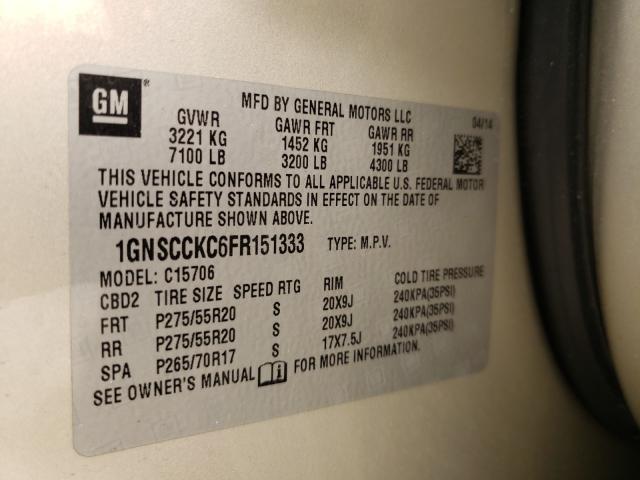 GM®
MFD BY GENERAL MOTORS LLC 04/14
GVWR GAWR FRT GAWR RR
3221 KG 1452 KG 1951 KG
7100 LB 3200 LB 4300 LB
THIS VEHICLE CONFORMS TO ALL APPLICABLE U.S. FEDERAL MOTOR
VEHICLE SAFETY STANDARDS IN EFFECT ON THE DATE OF
MANUFACTURE SHOWN ABOVE.
1GNSCCKC6FR151333 TYPE: M.P.V.
MODEL: C15706
CBD2 TIRE SIZE SPEED RTG RIM COLD TIRE PRESSURE
FRT P275/55R20 S 20X9J 240KPA(35PSI)
RR P275/55R20 S 20X9J 240KPA(35PSI)
SPA P265/70R17 S 17X7.5J 240KPA(35PSI)
SEE OWNER'S MANUAL FOR MORE INFORMATION.